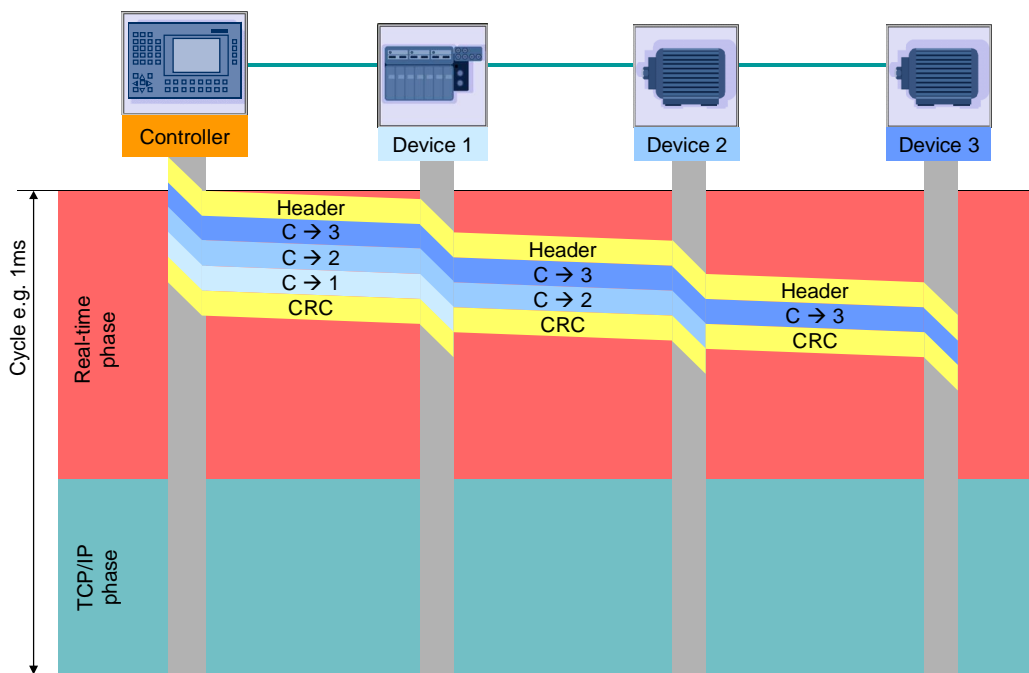 Controller
Device 1
Device 2
Device 3
Cycle e.g. 1ms
Real-time
phase
TCP/IP
phase
Header
C → 3
C → 2
C → 1
CRC
Header
C → 3
C → 2
CRC
Header
C → 3
CRC